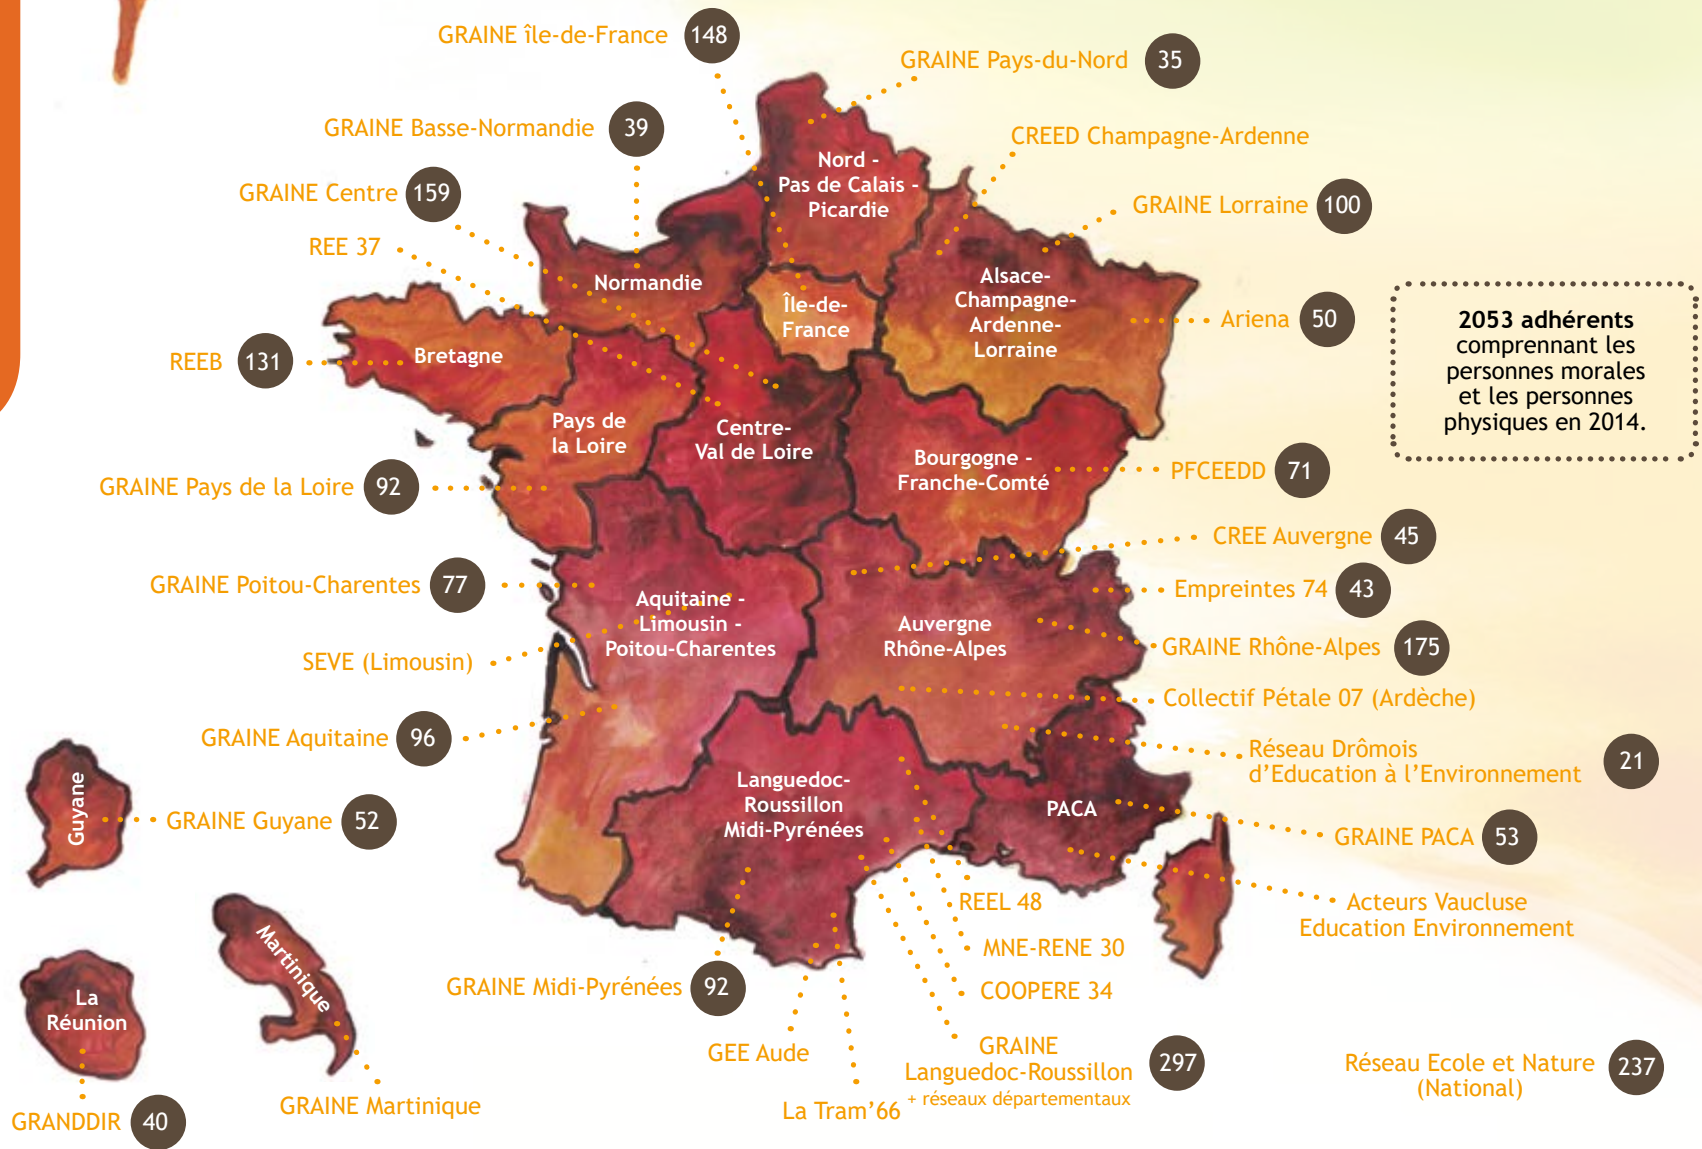 GRAINE île-de-France 148
GRAINE Pays-du-Nord 35
GRAINE Basse-Normandie 39
CREED Champagne-Ardenne
GRAINE Centre 159
GRAINE Lorraine 100
REE 37
Nord -
Pas de Calais -
Picardie
Normandie
Île-de-
France
Alsace-
Champagne-
Ardenne-
Lorraine
Ariena 50
2053 adhérents
comprennant les
personnes morales
et les personnes
physiques en 2014.
REEB 131
Bretagne
Pays de
la Loire
Centre-
Val de Loire
Bourgogne -
Franche-Comté
PFCEEDD 71
GRAINE Pays de la Loire 92
CREE Auvergne 45
GRAINE Poitou-Charentes 77
Empreintes 74 43
Aquitaine -
Limousin -
Poitou-Charentes
Auvergne
Rhône-Alpes
GRAINE Rhône-Alpes 175
SEVE (Limousin)
Collectif Pétale 07 (Ardèche)
GRAINE Aquitaine 96
Réseau Drômois
d'Education à l'Environnement 21
Guyane
GRAINE Guyane 52
Languedoc-
Roussillon
Midi-Pyrénées
PACA
GRAINE PACA 53
REEL 48
Acteurs Vaucluse
Education Environnement
MNE-RENE 30
Martinique
La
Réunion
GRAINE Midi-Pyrénées 92
COOPERE 34
GEE Aude
GRAINE
Languedoc-Roussillon 297
+ réseaux départementaux
Réseau Ecole et Nature 237
(National)
La Tram'66
GRAINE Martinique
GRANDDIR 40